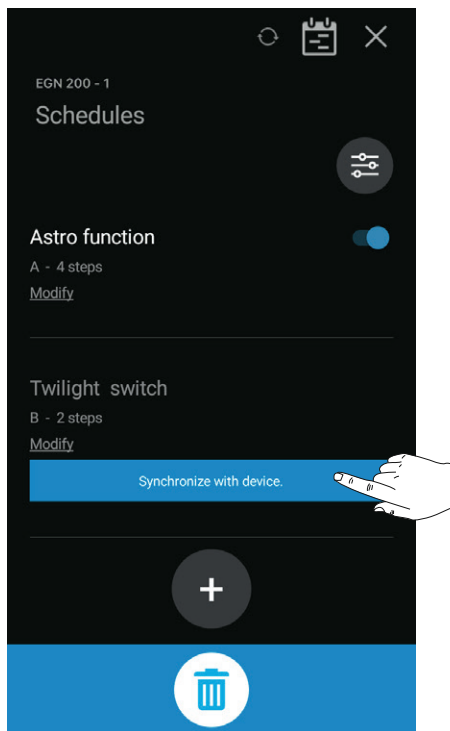 EGN 200 - 1
Schedules
Astro function
A - 4 steps
Modify
Twilight switch
B - 2 steps
Modify
Synchronize with device.